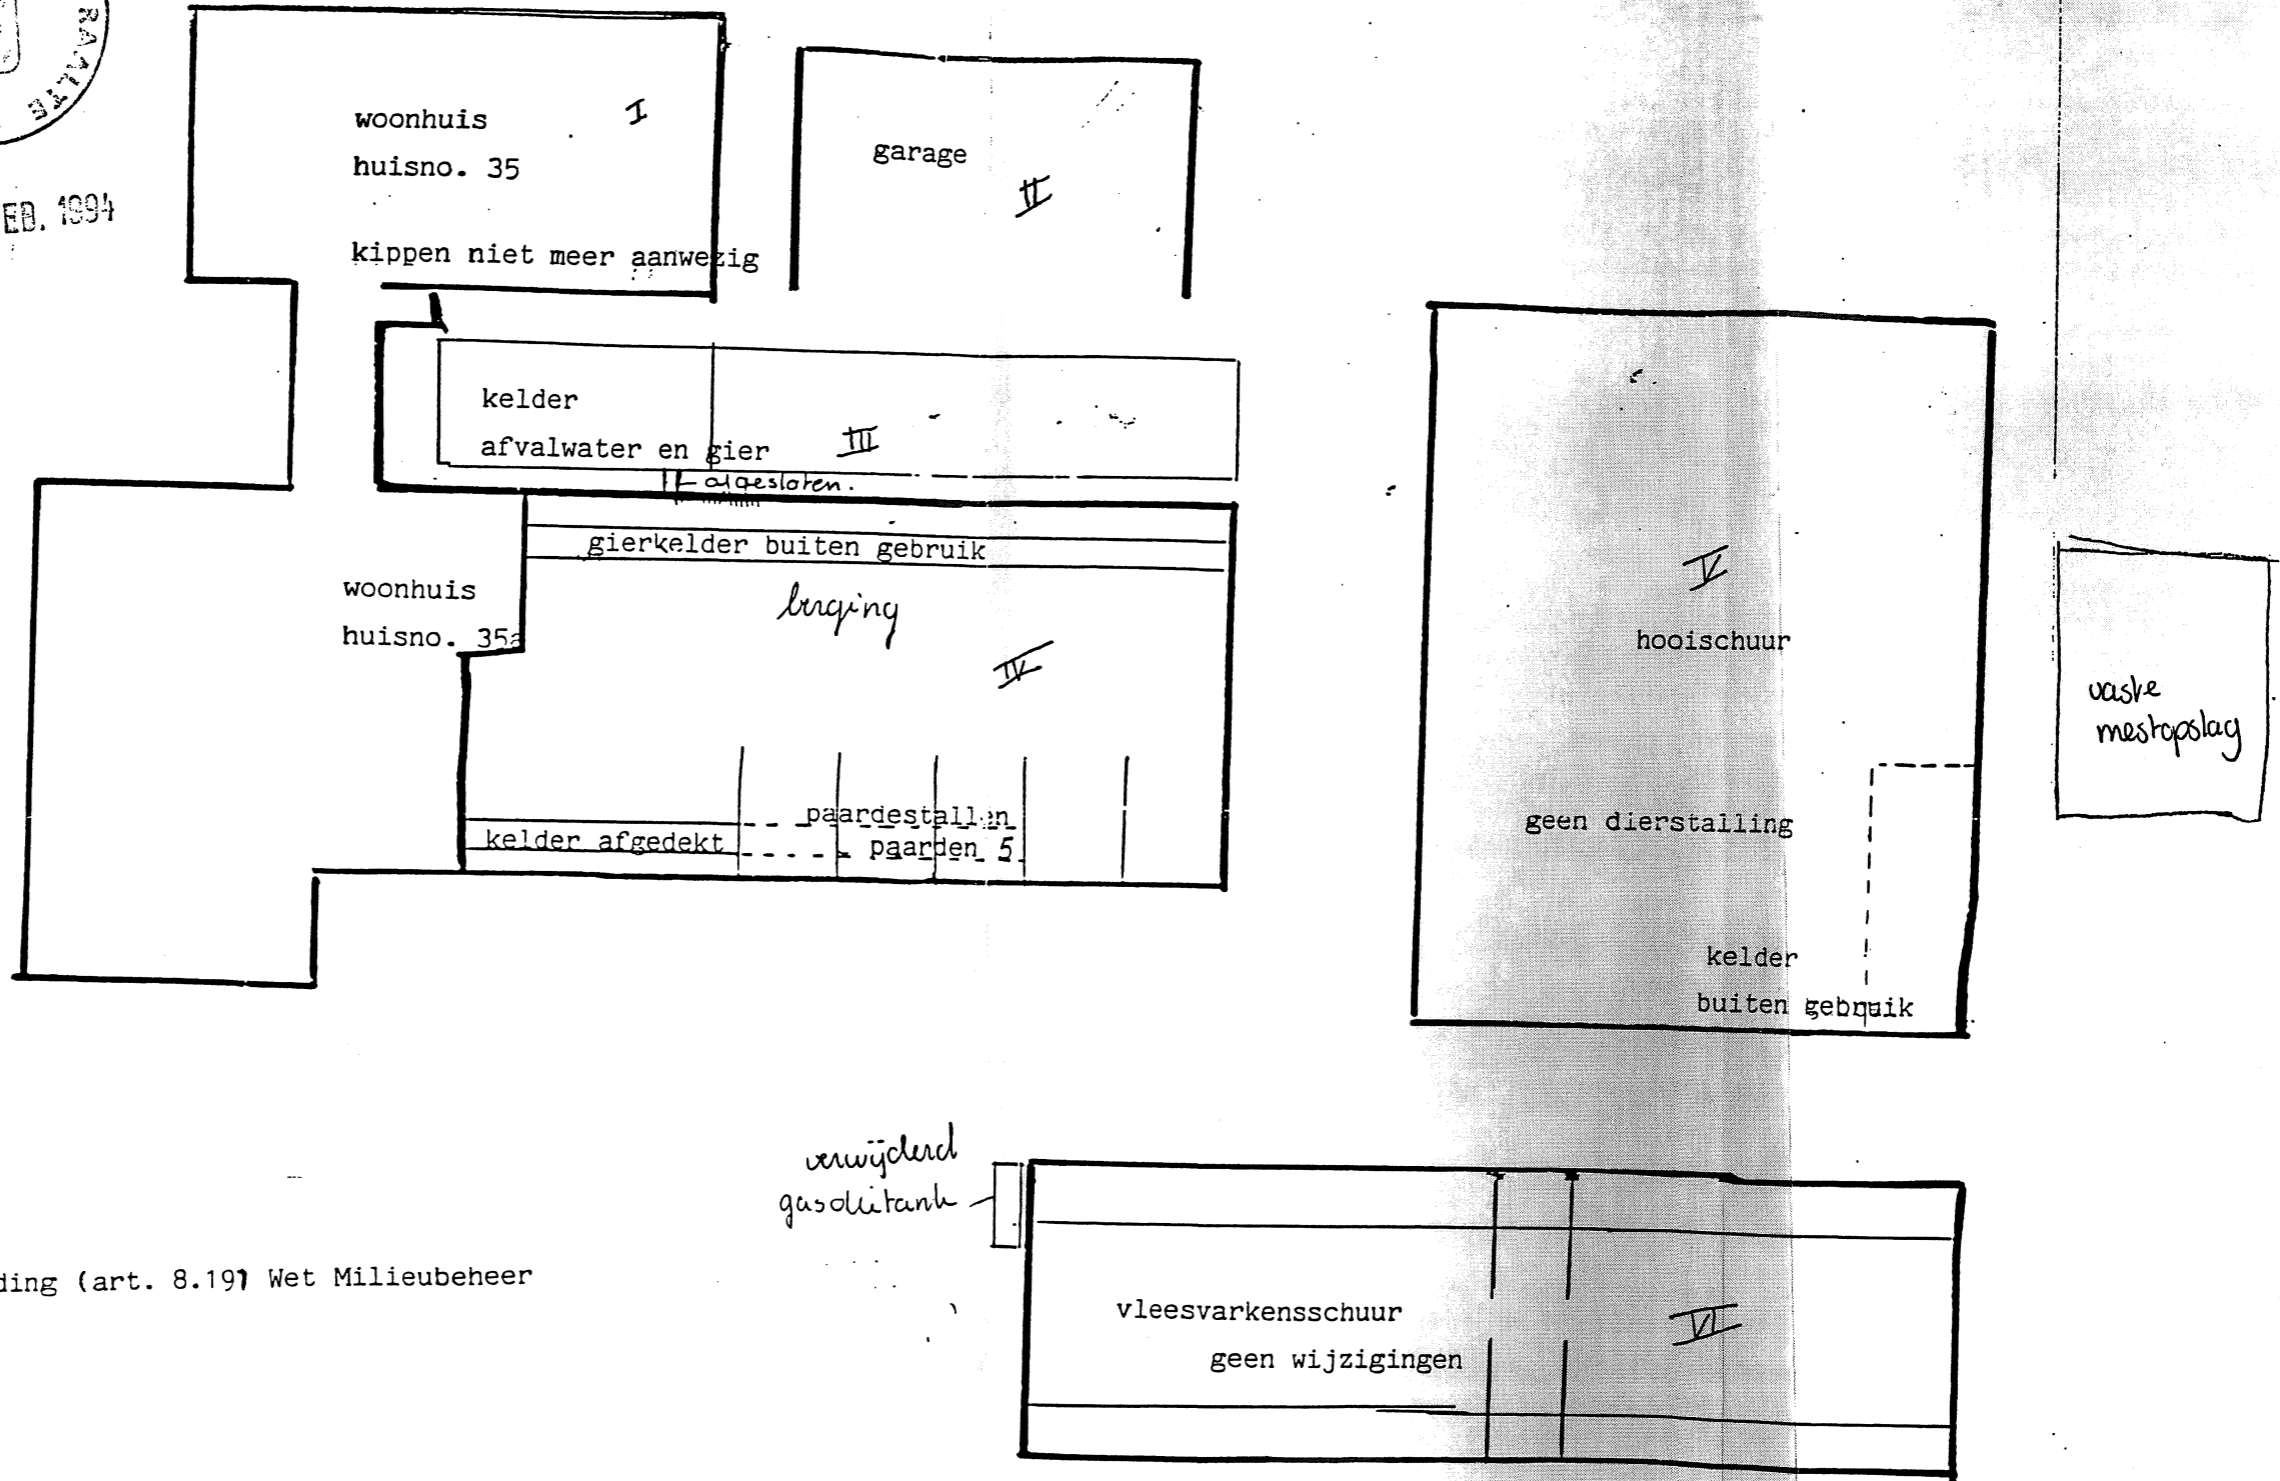 RAALTE
EB. 1994
woonhuis
I
huisno. 35
kippen niet meer aanwezig
garage
II
kelder
afvalwater en gier
III
afgesloten.
gierkelder buiten gebruik
berging
woonhuis
huisno. 35a
IV
paardestallen
kelder afgedekt
paarden 5
V
hooischuur
geen dierstalling
kelder
buiten gebruik
vaste
mestopslag
verwijderd
gasolietank
ding (art. 8.19) Wet Milieubeheer
vleesvarkensschuur
geen wijzigingen
VI